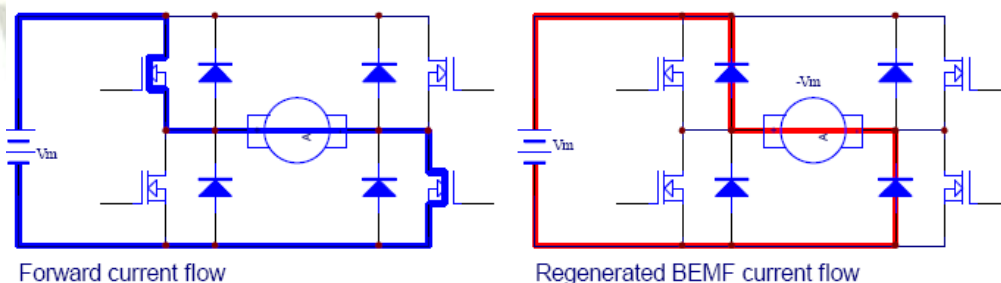 -Vm
Vm
A
Vm
A
Forward current flow
Regenerated BEMF current flow